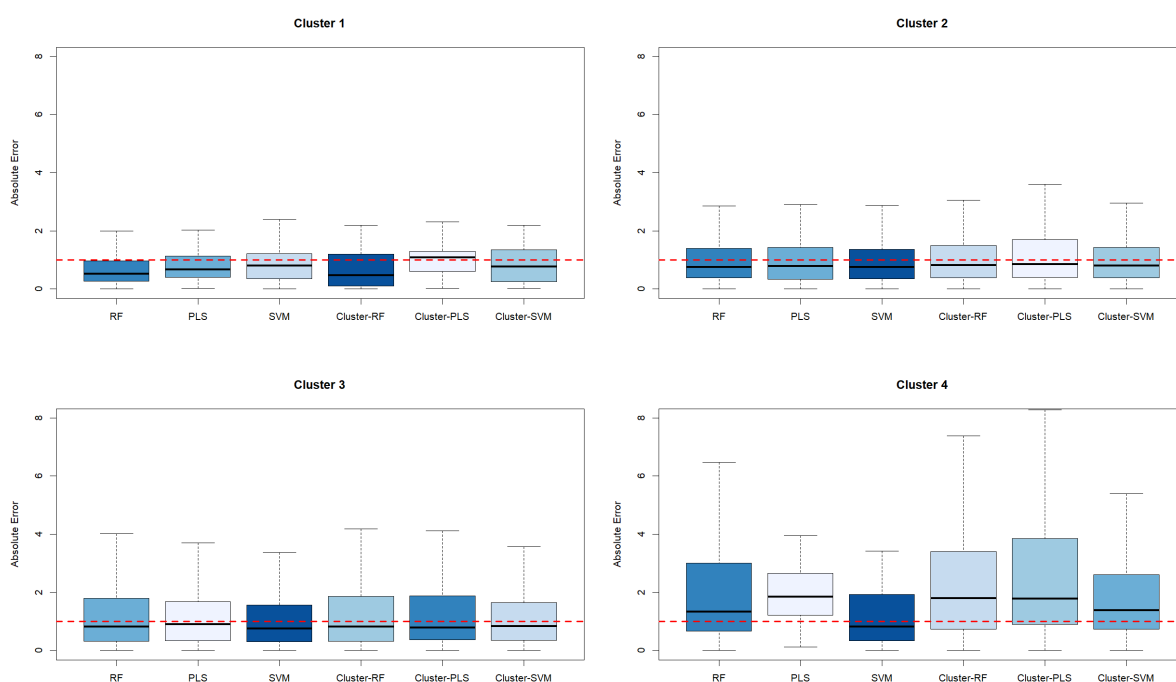 Cluster 1
Absolute Error
8
6
4
2
0
RF PLS SVM Cluster-RF Cluster-PLS Cluster-SVM
Cluster 2
Absolute Error
8
6
4
2
0
RF PLS SVM Cluster-RF Cluster-PLS Cluster-SVM
Cluster 3
Absolute Error
8
6
4
2
0
RF PLS SVM Cluster-RF Cluster-PLS Cluster-SVM
Cluster 4
Absolute Error
8
6
4
2
0
RF PLS SVM Cluster-RF Cluster-PLS Cluster-SVM